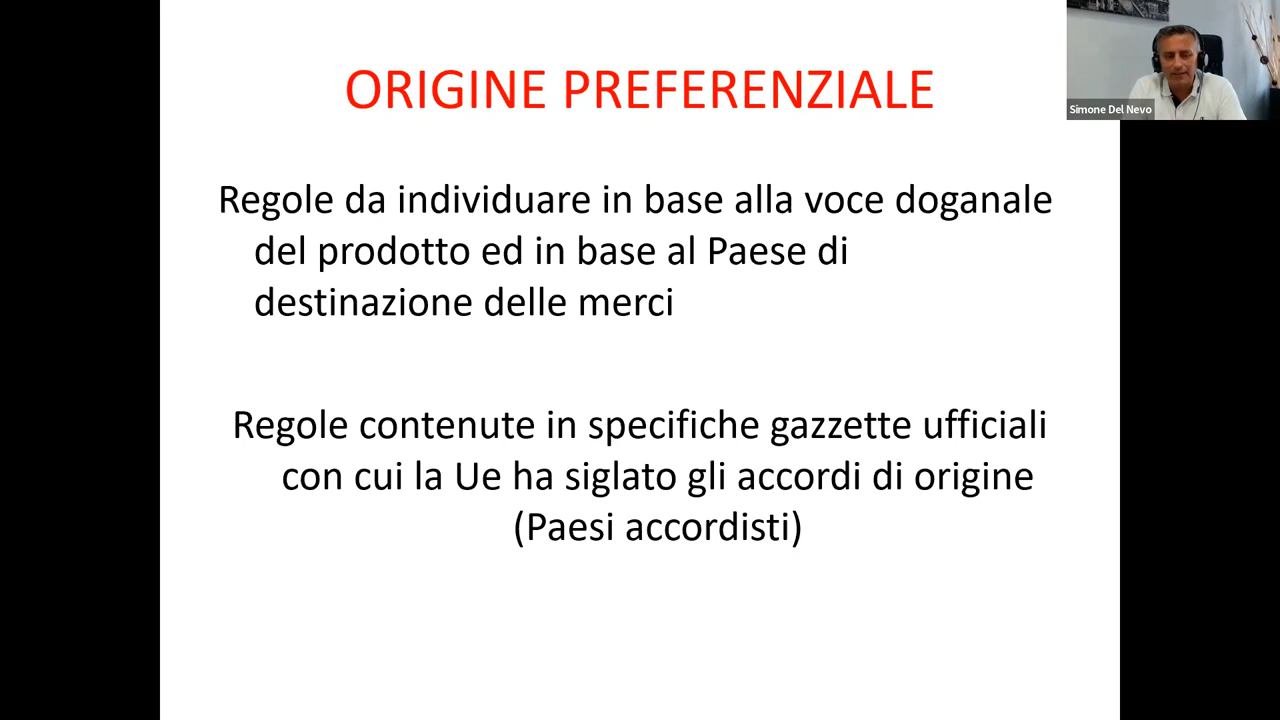 ORIGINE PREFERENZIALE
Simone Del Nevo
Regole da individuare in base alla voce doganale
del prodotto ed in base al Paese di
destinazione delle merci
Regole contenute in specifiche gazzette ufficiali
con cui la Ue ha siglato gli accordi di origine
(Paesi accordisti)